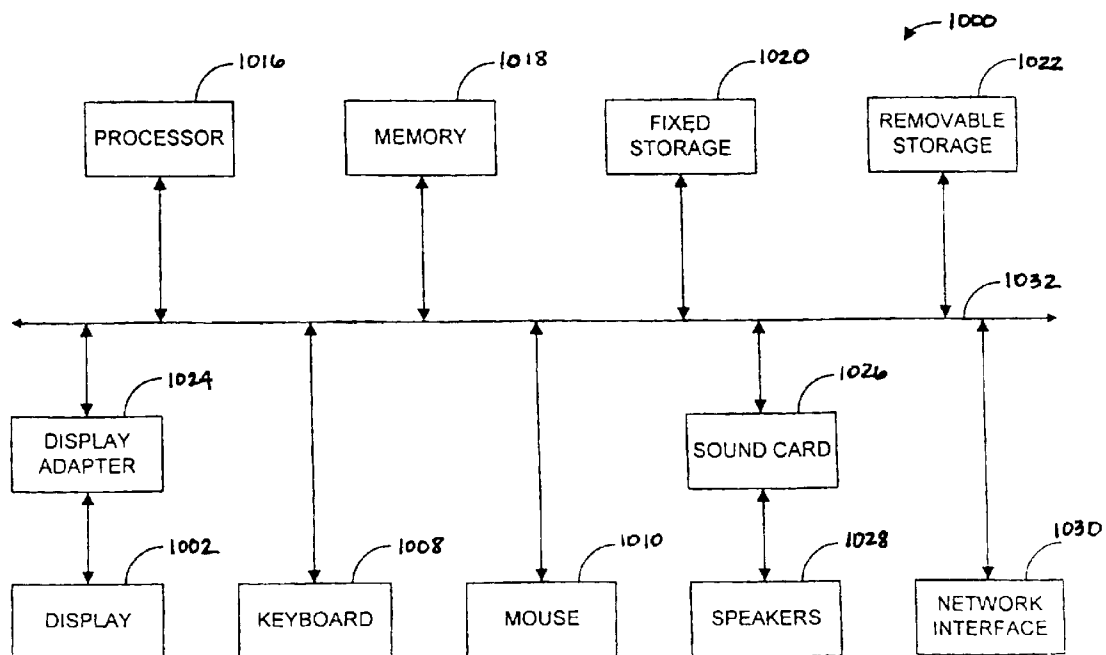 1000
1016
1018
1020
1022
PROCESSOR
MEMORY
FIXED
STORAGE
REMOVABLE
STORAGE
1032
1024
1026
DISPLAY
ADAPTER
SOUND CARD
1002
1008
1010
1028
1030
DISPLAY
KEYBOARD
MOUSE
SPEAKERS
NETWORK
INTERFACE